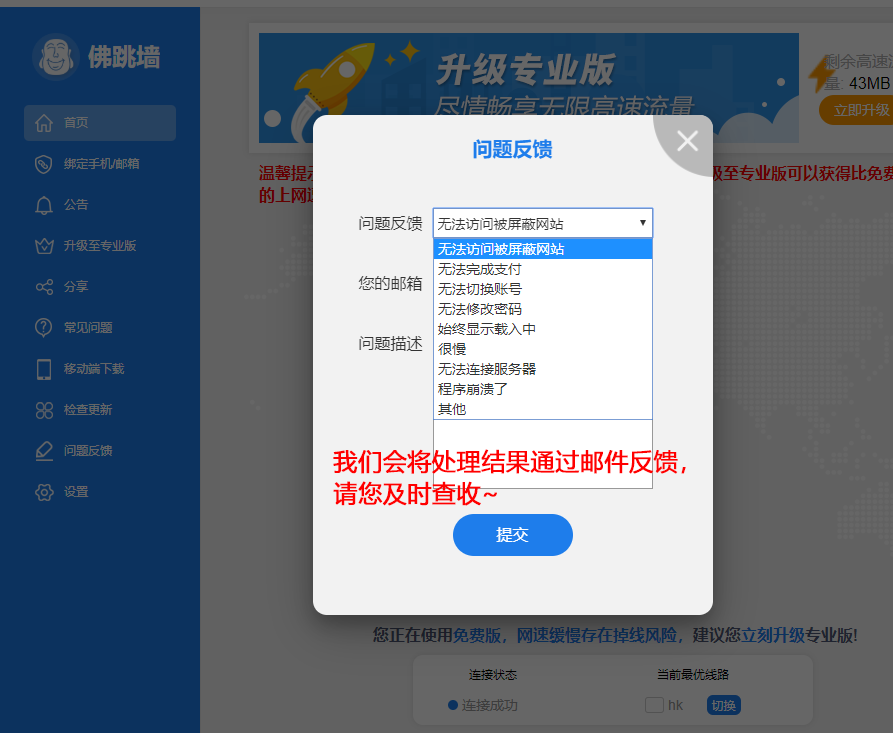 佛跳墙
首页
绑定手机/邮箱
公告
升级至专业版
分享
常见问题
移动端下载
检查更新
问题反馈
设置
升级专业版
尽情畅享无限高速流量
剩余高速流
量: 43MB
立即升级
温馨提示
级至专业版可以获得比免费
的上网
问题反馈
问题反馈
无法访问被屏蔽网站
无法访问被屏蔽网站
无法完成支付
无法切换账号
无法修改密码
始终显示载入中
很慢
无法连接服务器
程序崩溃了
其他
您的邮箱
问题描述
我们会将处理结果通过邮件反馈，
请您及时查收~
提交
您正在使用免费版，网速缓慢存在掉线风险，建议您立刻升级专业版!
连接状态
当前最优线路
连接成功
hk
切换